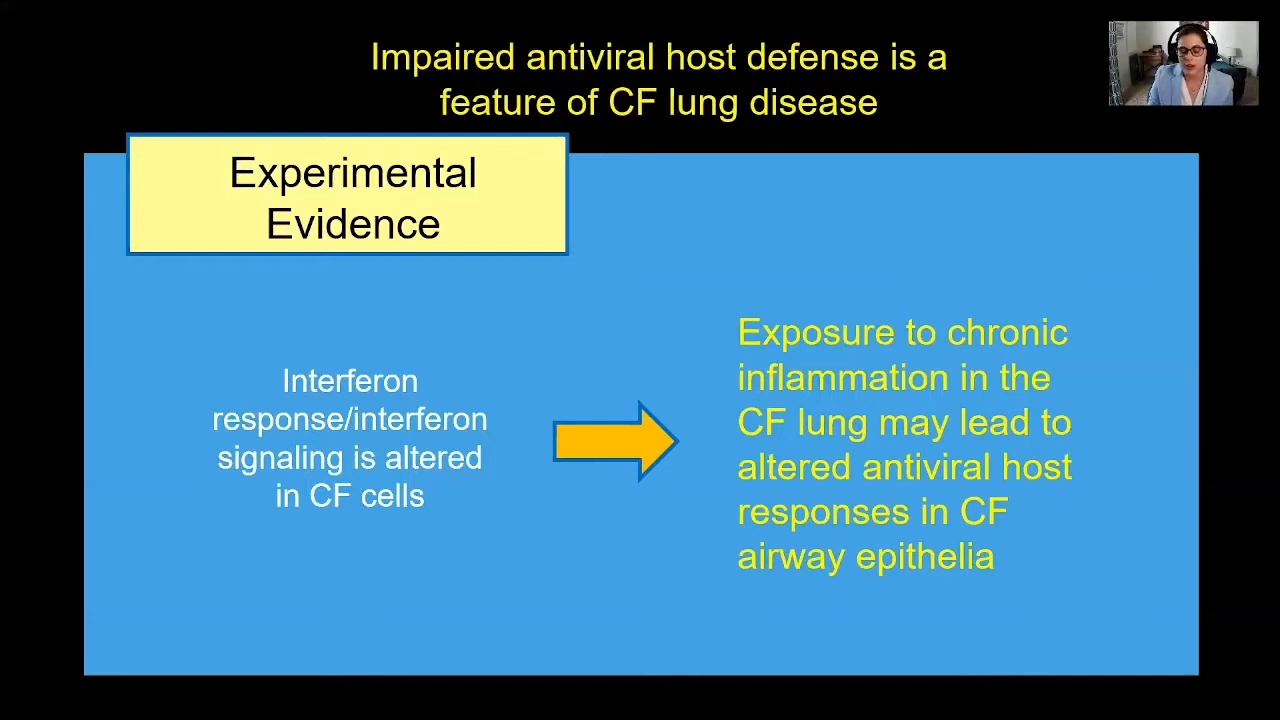 Impaired antiviral host defense is a
feature of CF lung disease
Experimental
Evidence
Interferon
response/interferon
signaling is altered
in CF cells
Exposure to chronic
inflammation in the
CF lung may lead to
altered antiviral host
responses in CF
airway epithelia